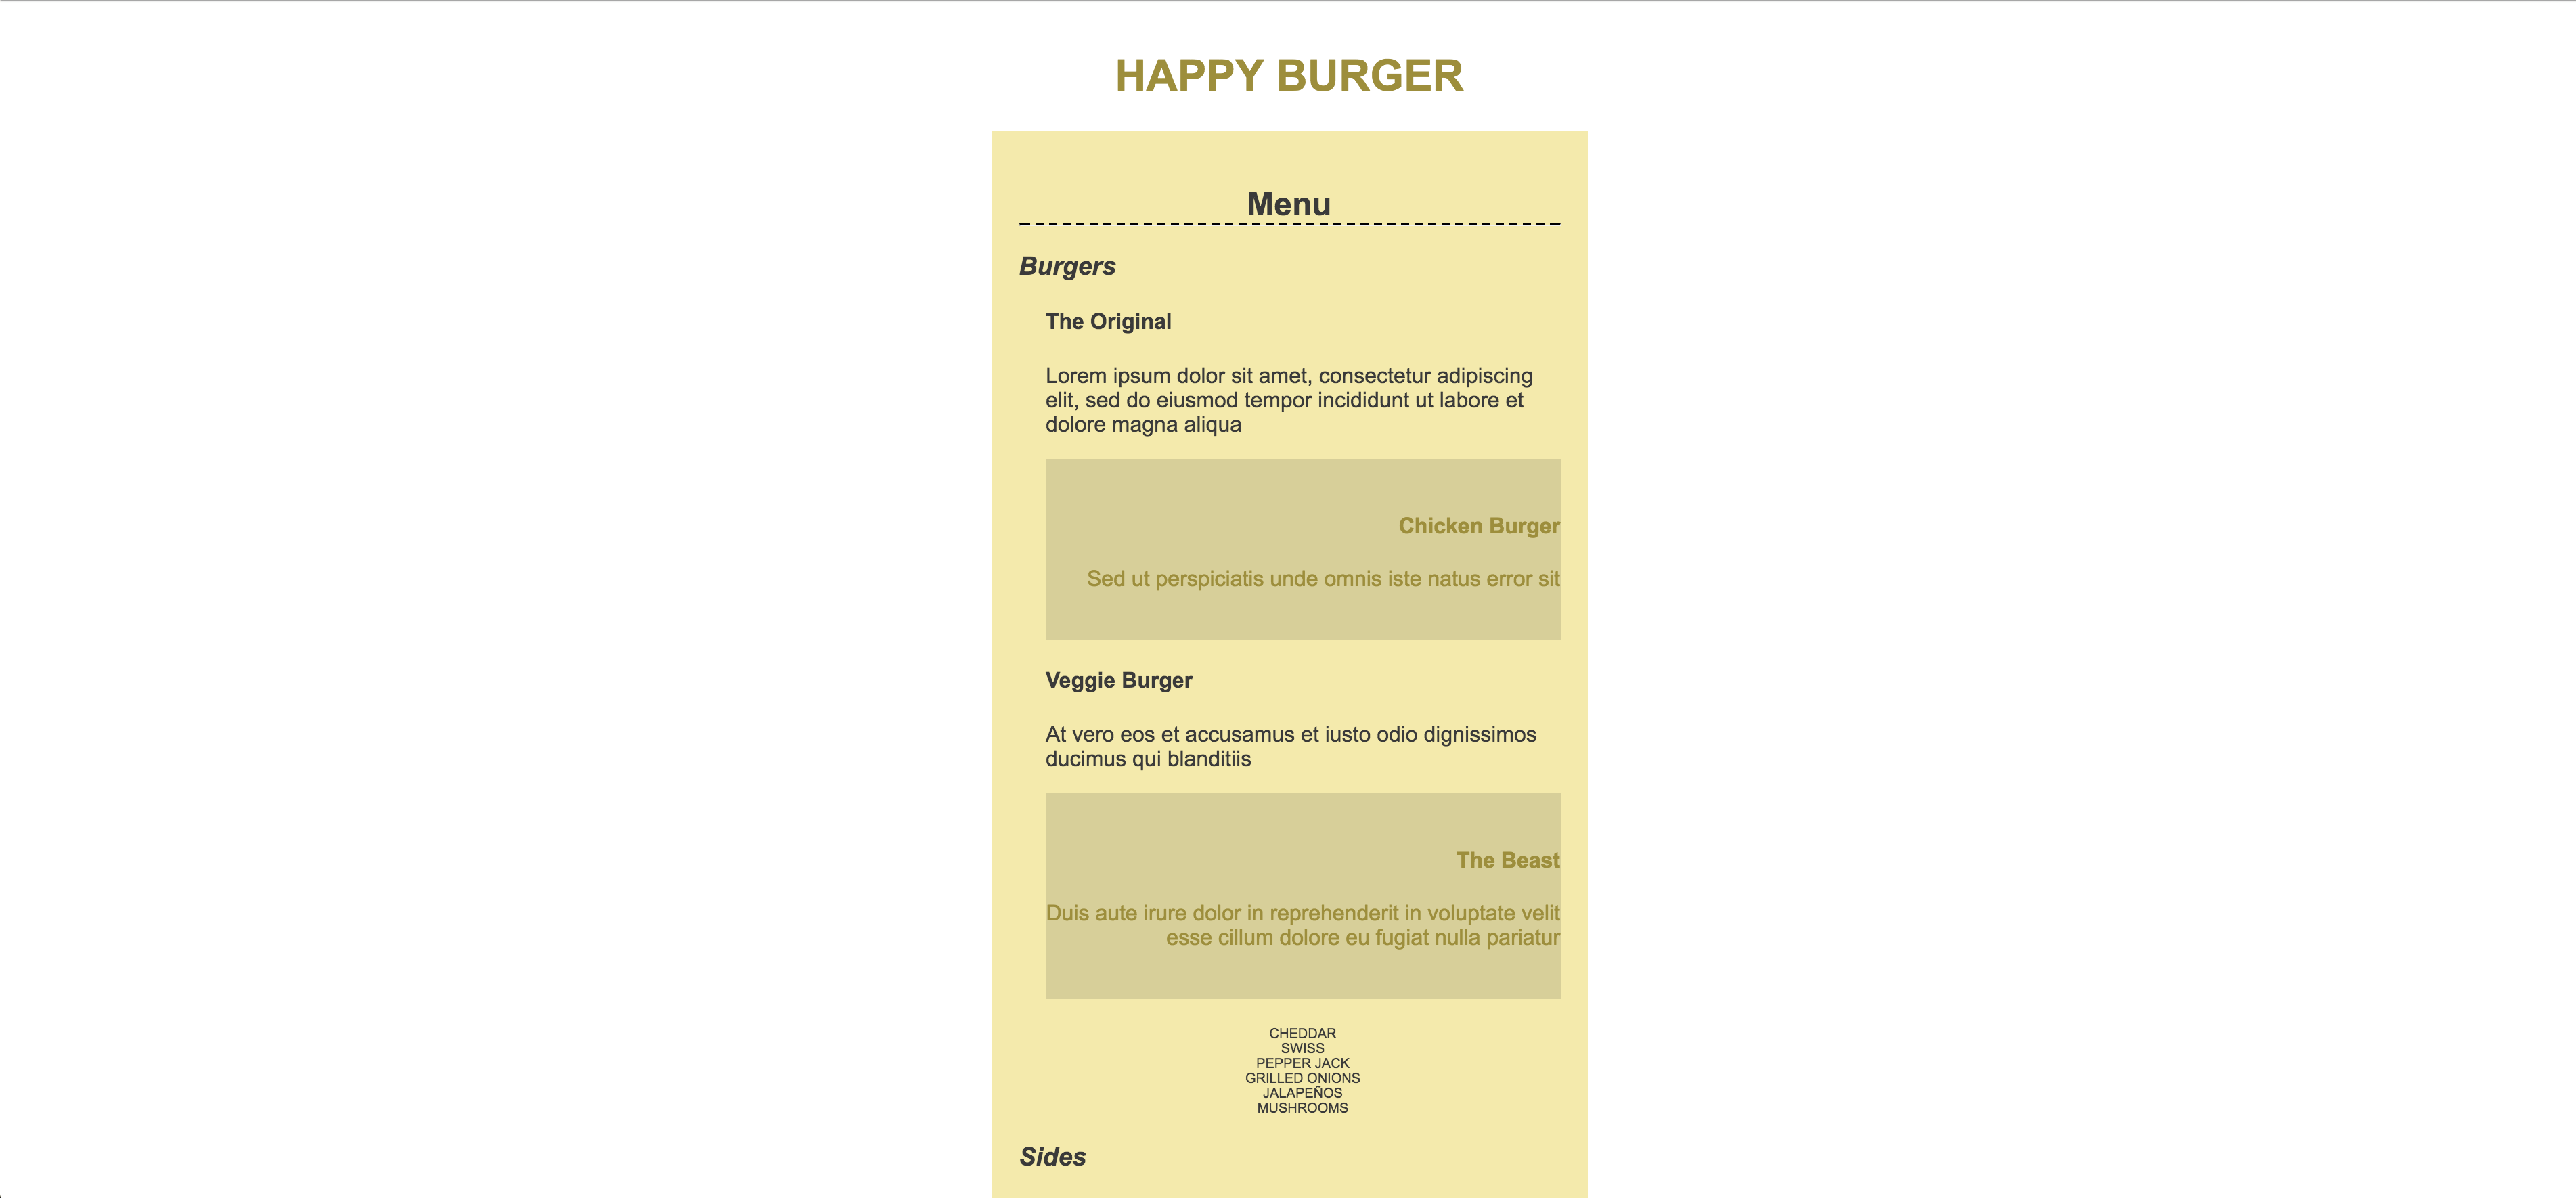 HAPPY BURGER
Menu
Burgers
The Original
Lorem ipsum dolor sit amet, consectetur adipiscing
elit, sed do eiusmod tempor incididunt ut labore et
dolore magna aliqua
Chicken Burger
Sed ut perspiciatis unde omnis iste natus error sit
Veggie Burger
At vero eos et accusamus et iusto odio dignissimos
ducimus qui blanditiis
The Beast
Duis aute irure dolor in reprehenderit in voluptate velit
esse cillum dolore eu fugiat nulla pariatur
CHEDDAR
SWISS
PEPPER JACK
GRILLED ONIONS
JALAPEÑOS
MUSHROOMS
Sides